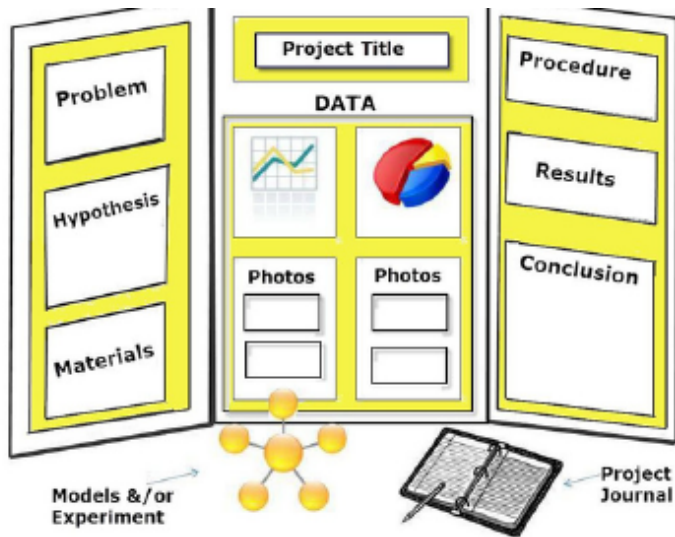 Problem
Hypothesis
Materials
Project Title
DATA
Photos
Photos
Procedure
Results
Conclusion
Models &/or
Experiment
Project
Journal